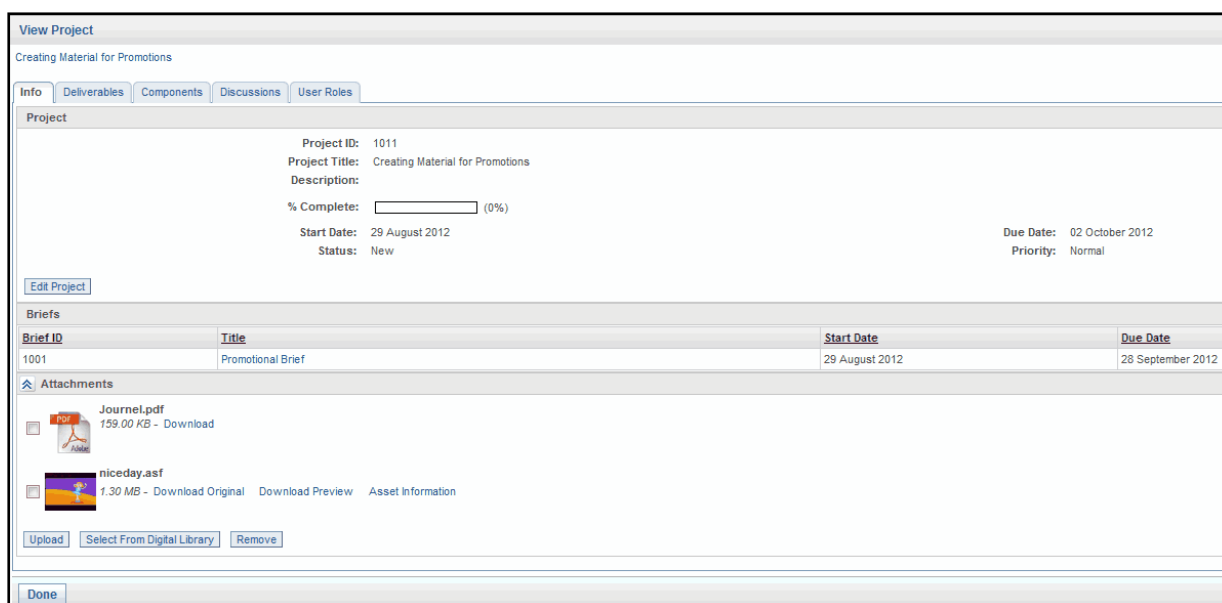 View Project
Creating Material for Promotions
Info Deliverables Components Discussions User Roles
Project
Project ID: 1011
Project Title: Creating Material for Promotions
Description:
% Complete: (0%)
Start Date: 29 August 2012 Due Date: 02 October 2012
Status: New Priority: Normal
Edit Project
Briefs
Brief ID Title Start Date Due Date
1001 Promotional Brief 29 August 2012 28 September 2012
Attachments
Journel.pdf
PDF
159.00 KB - Download
Adobe
niceday.asf
1.30 MB - Download Original Download Preview Asset Information
Upload Select From Digital Library Remove
Done